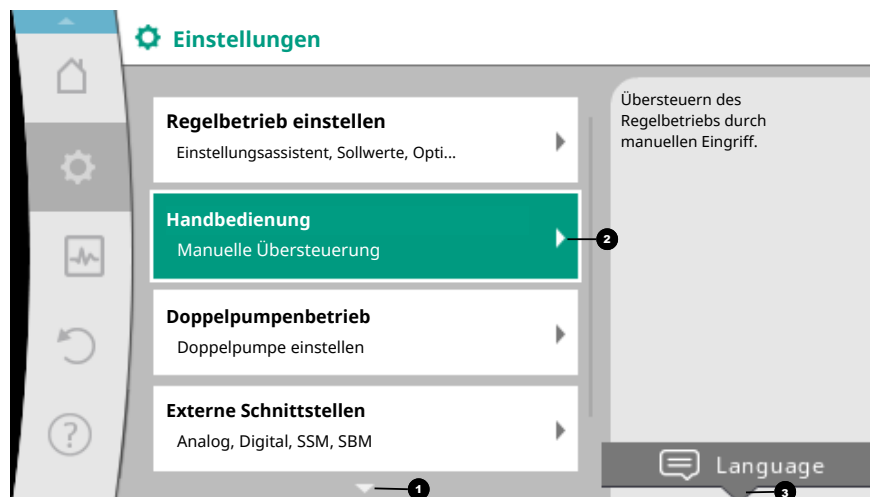 Einstellungen
Regelbetrieb einstellen
Einstellungsassistent, Sollwerte, Opti...
Handbedienung
Manuelle Übersteuerung
2
Doppelpumpenbetrieb
Doppelpumpe einstellen
Externe Schnittstellen
Analog, Digital, SSM, SBM
1
Übersteuern des
Regelbetriebs durch
manuellen Eingriff.
?
Language
3